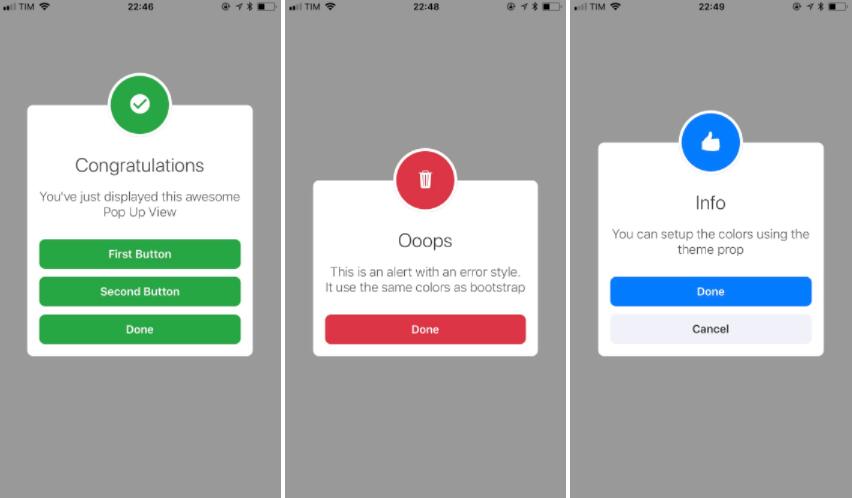 TIM 22:46
Congratulations
You've just displayed this awesome
Pop Up View
First Button
Second Button
Done
TIM 22:48
Ooops
This is an alert with an error style.
It use the same colors as bootstrap
Done
TIM 22:49
Info
You can setup the colors using the
theme prop
Done
Cancel